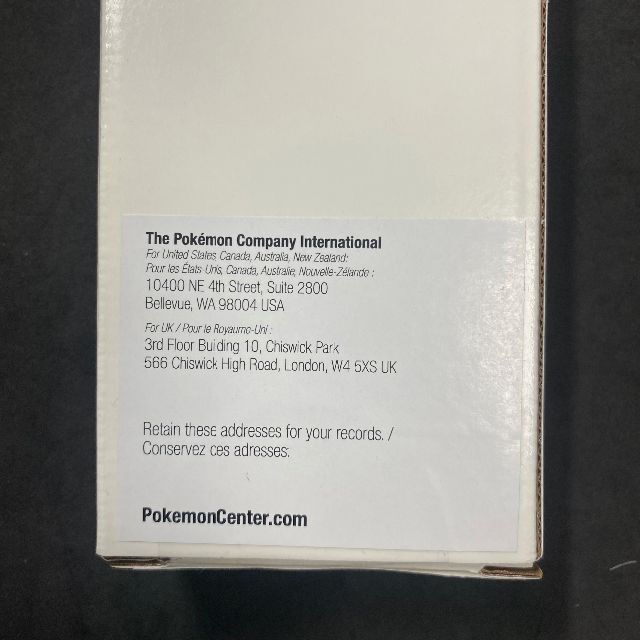 The Pokémon Company International
For United States, Canada, Australia, New Zealand:
Pour les États Unis, Canada, Australie, Nouvelle-Zélande :
10400 NE 4th Street, Suite 2800
Bellevue, WA 98004 USA
For UK / Pour le Royaume-Uni :
3rd Floor Building 10, Chiswick Park
566 Chiswick High Road, London, W4 5XS UK
Retain these addresses for your records. /
Conservez ces adresses.
PokemonCenter.com